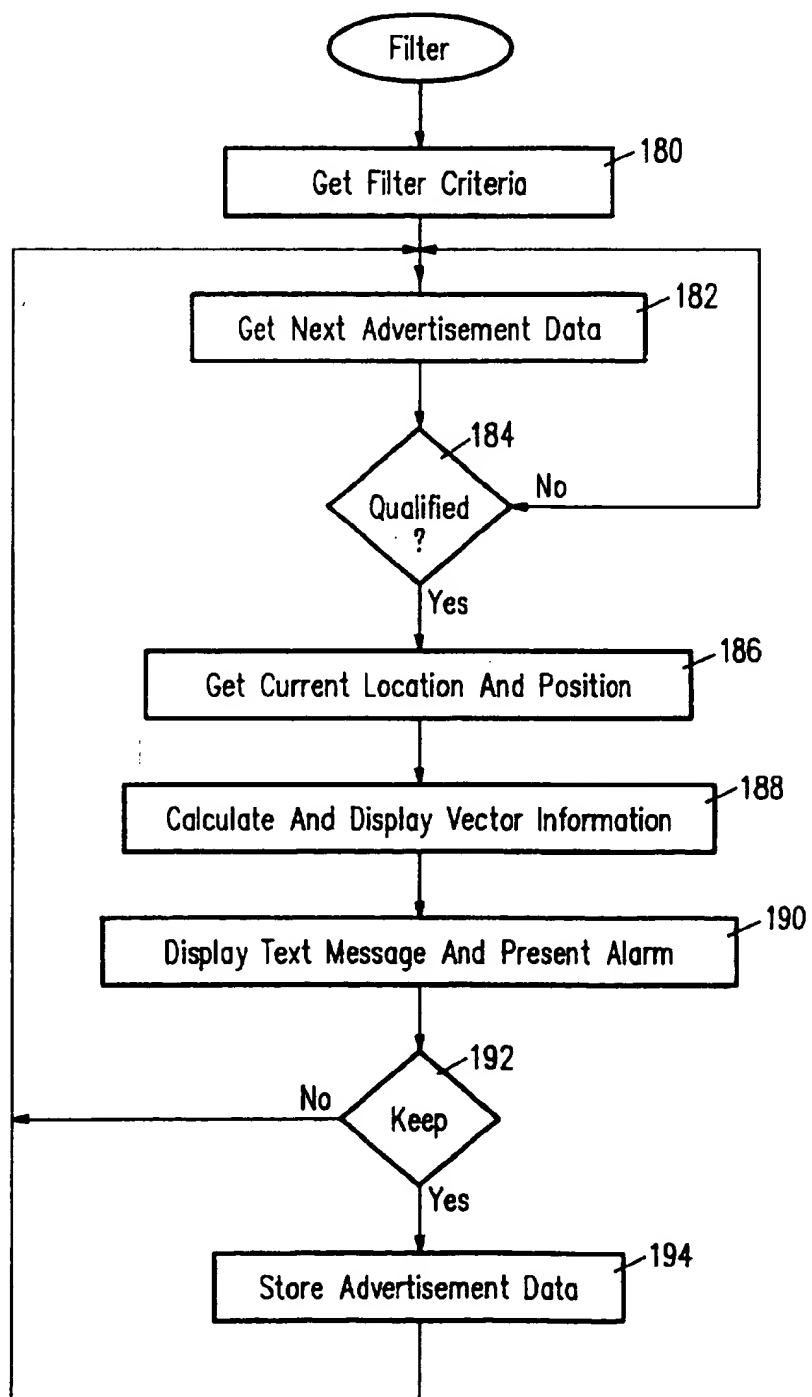 Filter
180
Get Filter Criteria
182
Get Next Advertisement Data
184
Qualified
?
No
Yes
186
Get Current Location And Position
188
Calculate And Display Vector Information
190
Display Text Message And Present Alarm
192
No
Keep
Yes
194
Store Advertisement Data